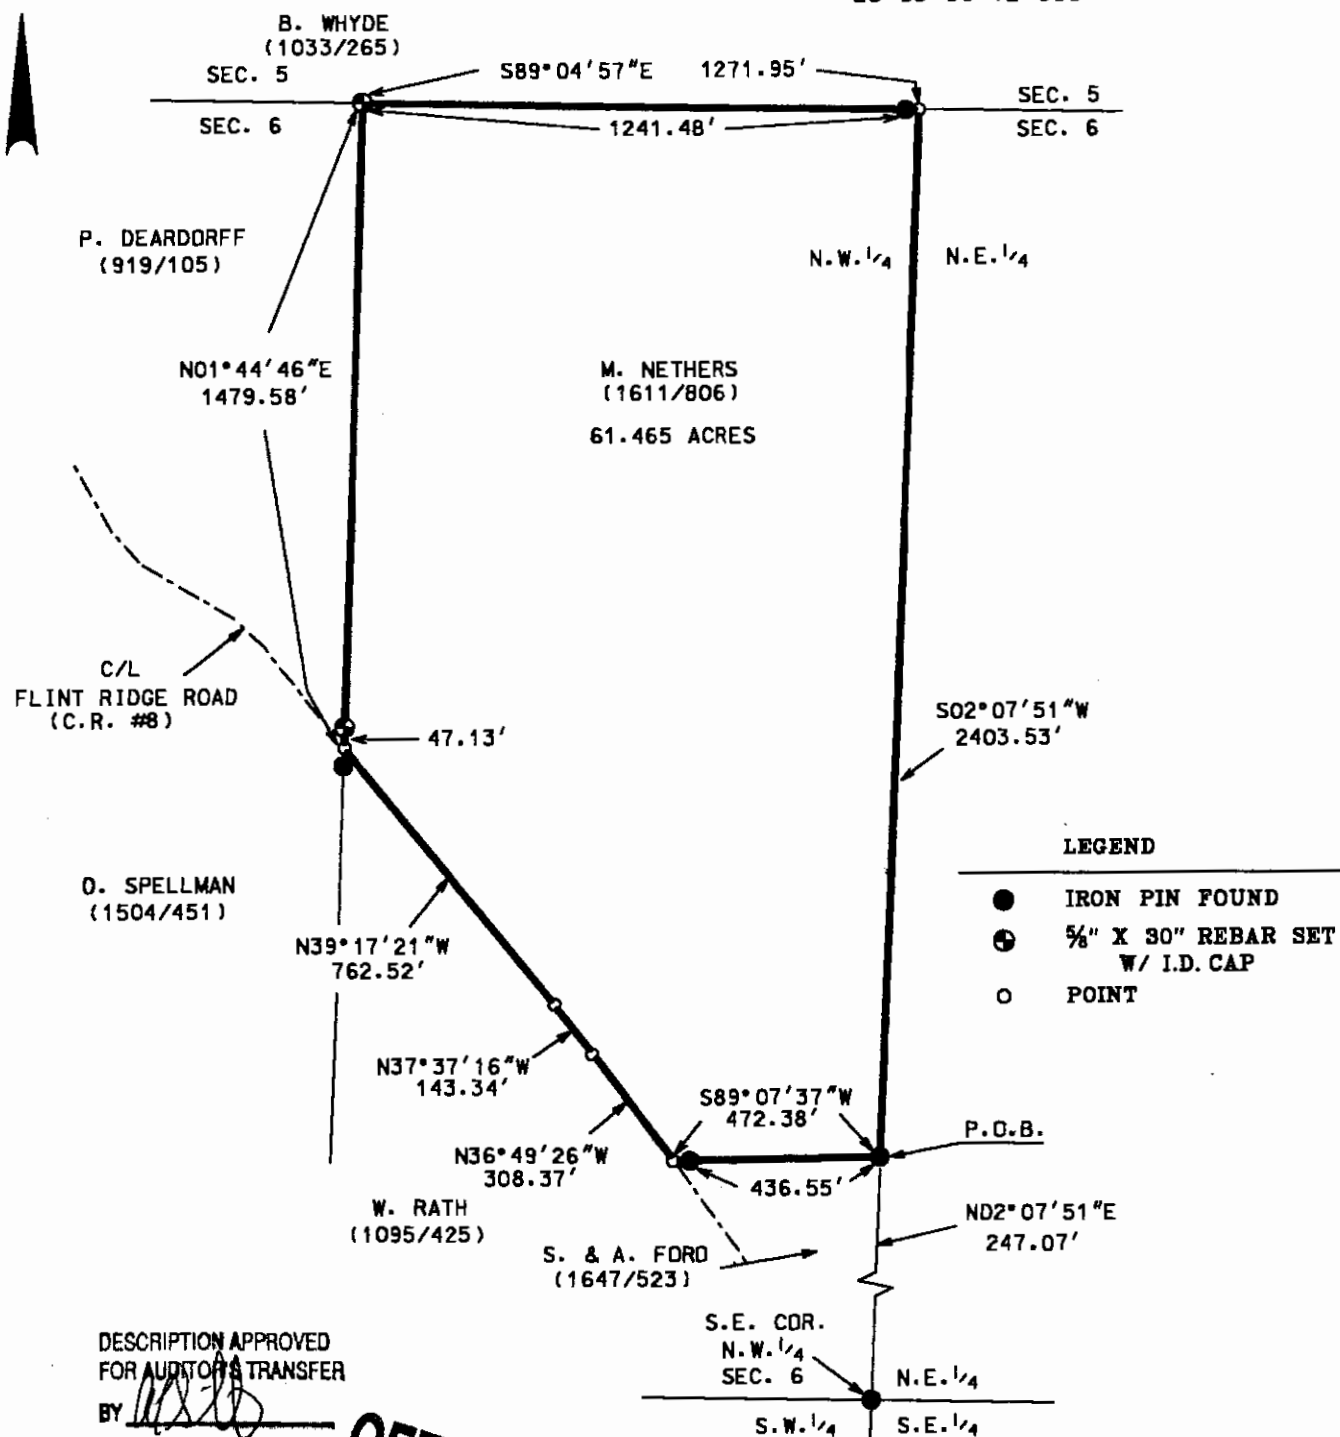 B. WHYDE
(1033/265)
SEC. 5
S89°04'57"E 1271.95'
SEC. 5
SEC. 6
1241.48'
SEC. 6
P. DEARDORFF
(919/105)
N.W.1/4
N.E.1/4
N01°44'46"E
1479.58'
M. NETHERS
(1611/806)
61.465 ACRES
C/L
FLINT RIDGE ROAD
(C.R. #8)
47.13'
S02°07'51"W
2403.53'
LEGEND
IRON PIN FOUND
5/8" X 30" REBAR SET
W/ I.D. CAP
POINT
O. SPELLMAN
(1504/451)
N39°17'21"W
762.52'
N37°37'16"W
143.34'
S89°07'37"W
472.38'
P.O.B.
N36°49'26"W
308.37'
436.55'
W. RATH
(1095/425)
N02°07'51"E
247.07'
S. & A. FORD
(1647/523)
S.E. COR.
N.W.1/4
SEC. 6
N.E.1/4
S.W.1/4
S.E.1/4
DESCRIPTION APPROVED
FOR AUDITOR'S TRANSFER
BY